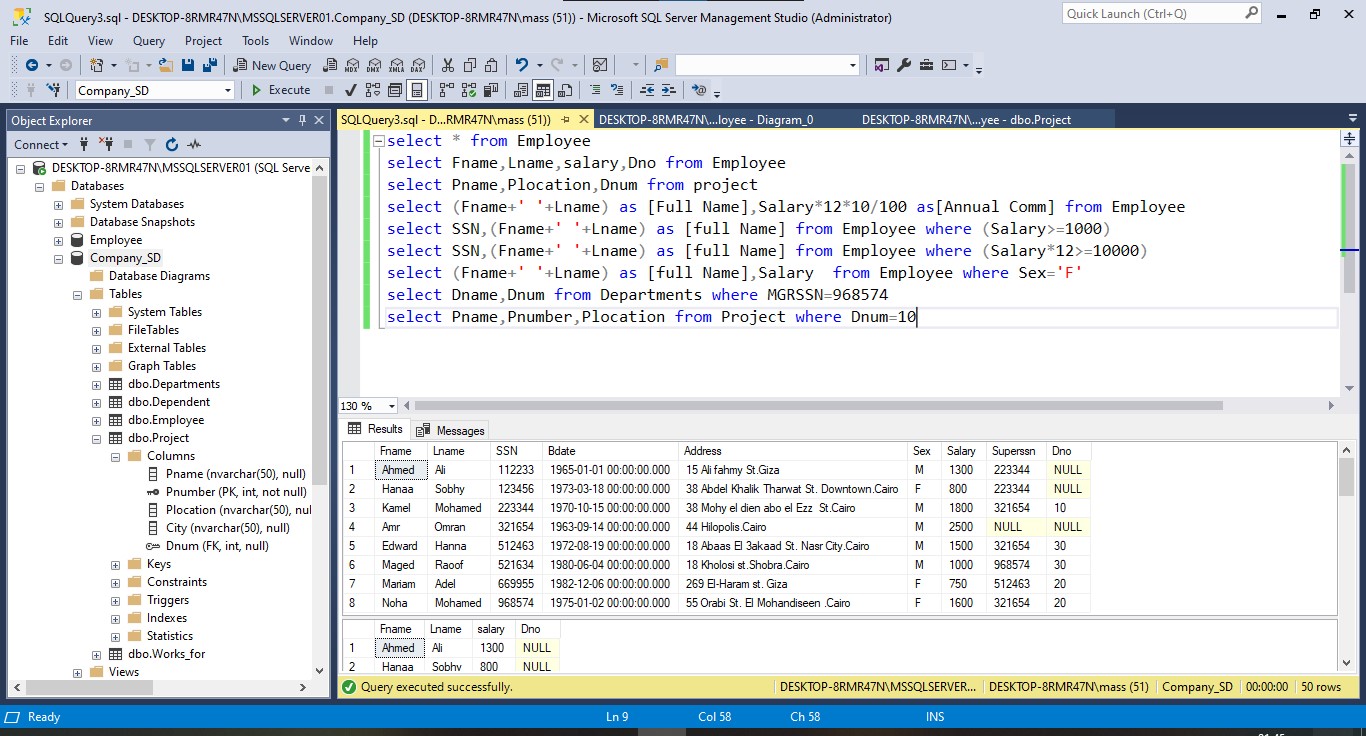 SQLQuery3.sql - DESKTOP-8RMR47N\MSSQLSERVER01.Company_SD (DESKTOP-8RMR47N\mass (51)) - Microsoft SQL Server Management Studio (Administrator)
Quick Launch (Ctrl+Q)
File Edit View Query Project Tools Window Help
New Query MDX DMX XMLA DAX
Company_SD Execute
Object Explorer
SQLQuery3.sql - D...RMR47N\mass (51)) DESKTOP-8RMR47N\...loyee - Diagram_0 DESKTOP-8RMR47N\...yee - dbo.Project
Connect
DESKTOP-8RMR47N\MSSQLSERVER01 (SQL Serve
Databases
System Databases
Database Snapshots
Employee
Company_SD
Database Diagrams
Tables
System Tables
FileTables
External Tables
Graph Tables
dbo.Departments
dbo.Dependent
dbo.Employee
dbo.Project
Columns
Pname (nvarchar(50), null)
Pnumber (PK, int, not null)
Plocation (nvarchar(50), nul
City (nvarchar(50), null)
Dnum (FK, int, null)
Keys
Constraints
Triggers
Indexes
Statistics
dbo.Works_for
Views
select * from Employee
select Fname,Lname,salary,Dno from Employee
select Pname,Plocation,Dnum from project
select (Fname+' '+Lname) as [Full Name],Salary*12*10/100 as[Annual Comm] from Employee
select SSN,(Fname+' '+Lname) as [full Name] from Employee where (Salary>=1000)
select SSN,(Fname+' '+Lname) as [full Name] from Employee where (Salary*12>=10000)
select (Fname+' '+Lname) as [full Name],Salary  from Employee where Sex='F'
select Dname,Dnum from Departments where MGRSSN=968574
select Pname,Pnumber,Plocation from Project where Dnum=10
130 %
Results Messages
Fname Lname SSN Bdate Address Sex Salary Superssn Dno
1 Ahmed Ali 112233 1965-01-01 00:00:00.000 15 Ali fahmy St.Giza M 1300 223344 NULL
2 Hanaa Sobhy 123456 1973-03-18 00:00:00.000 38 Abdel Khalik Tharwat St. Downtown.Cairo F 800 223344 NULL
3 Kamel Mohamed 223344 1970-10-15 00:00:00.000 38 Mohy el dien abo el Ezz St.Cairo M 1800 321654 10
4 Amr Omran 321654 1963-09-14 00:00:00.000 44 Hilopolis.Cairo M 2500 NULL NULL
5 Edward Hanna 512463 1972-08-19 00:00:00.000 18 Abaas El 3akaad St. Nasr City.Cairo M 1500 321654 30
6 Maged Raoof 521634 1980-06-04 00:00:00.000 18 Kholosi st.Shobra.Cairo M 1000 968574 30
7 Mariam Adel 669955 1982-12-06 00:00:00.000 269 El-Haram st. Giza F 750 512463 20
8 Noha Mohamed 968574 1975-01-02 00:00:00.000 55 Orabi St. El Mohandiseen .Cairo F 1600 321654 20
Fname Lname salary Dno
1 Ahmed Ali 1300 NULL
2 Hanaa Sobhy 800 NULL
Query executed successfully. DESKTOP-8RMR47N\MSSQLSERVER... DESKTOP-8RMR47N\mass (51) Company_SD 00:00:00 50 rows
Ready Ln 9 Col 58 Ch 58 INS